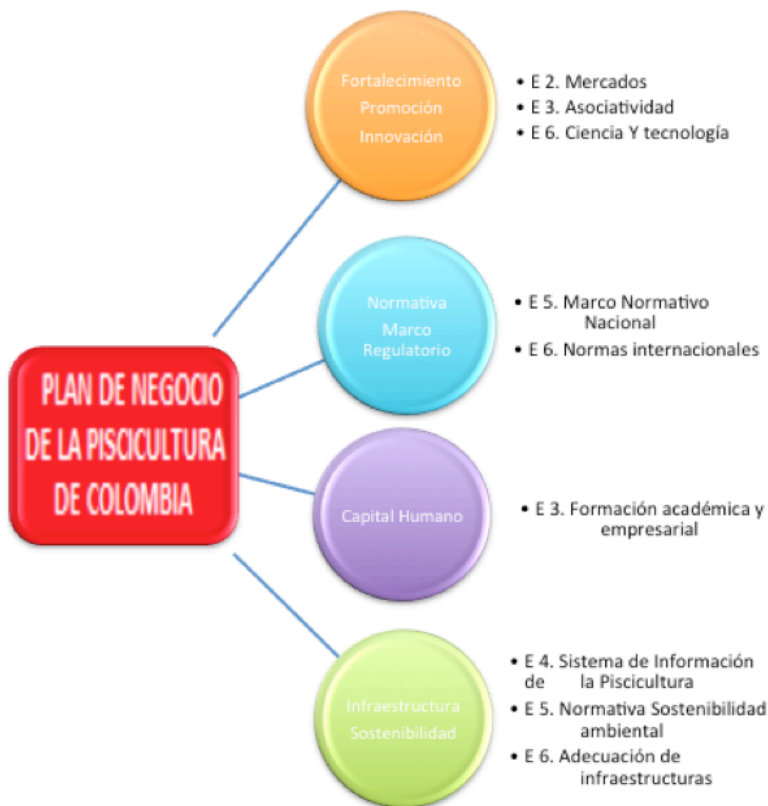 Fortalecimiento
Promoción
Innovación
• E 2. Mercados
• E 3. Asociatividad
• E 6. Ciencia Y tecnología
Normativa
Marco
Regulatorio
• E 5. Marco Normativo
Nacional
• E 6. Normas internacionales
PLAN DE NEGOCIO
DE LA PISCICULTURA
DE COLOMBIA
Capital Humano
• E 3. Formación académica y
empresarial
Infraestructura
Sostenibilidad
• E 4. Sistema de Información
de la Piscicultura
• E 5. Normativa Sostenibilidad
ambiental
• E 6. Adecuación de
infraestructuras